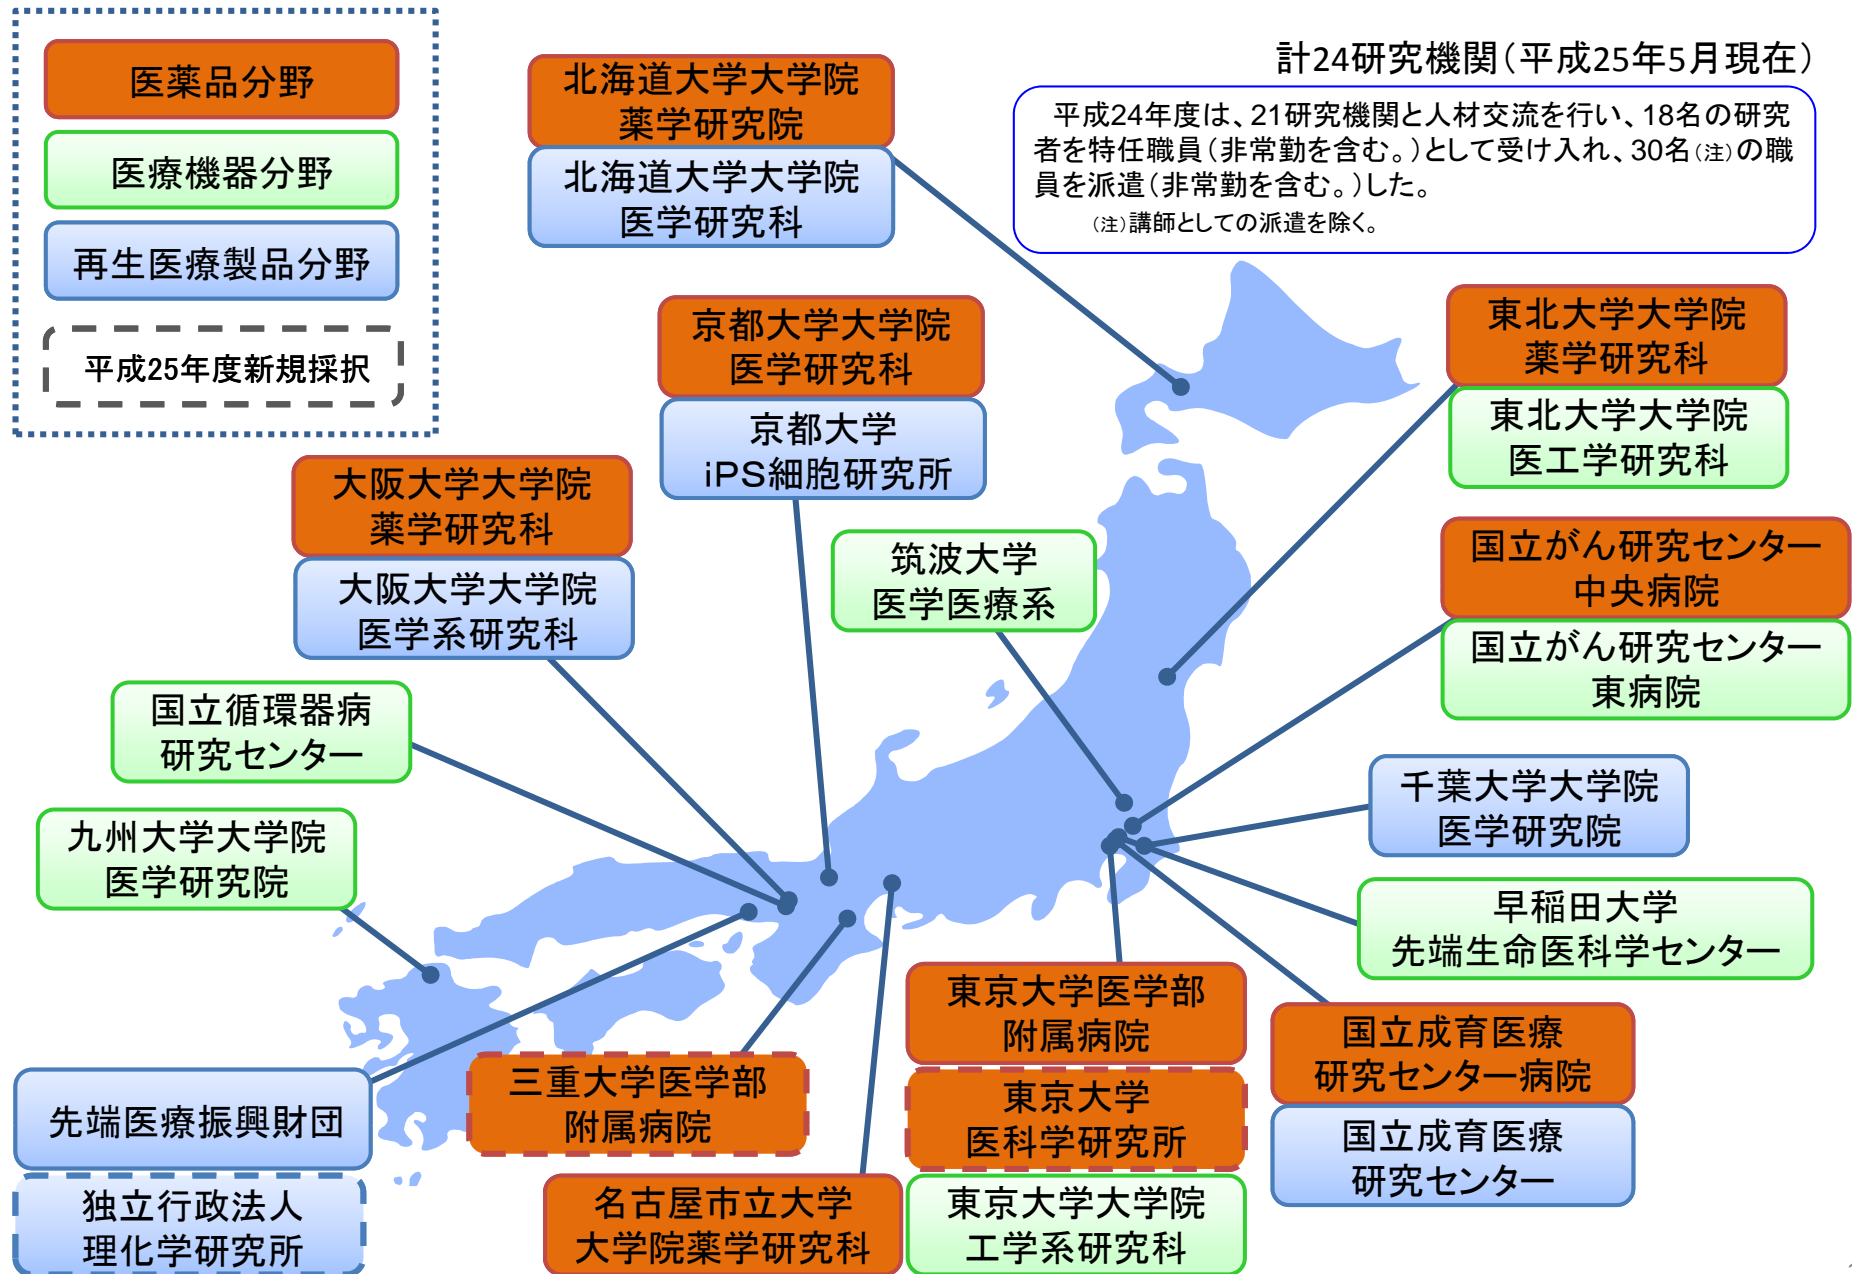 医薬品分野
医療機器分野
再生医療製品分野
平成25年度新規採択
計24研究機関（平成25年5月現在）
平成24年度は、21研究機関と人材交流を行い、18名の研究
者を特任職員（非常勤を含む。）として受け入れ、30名（注）の職
員を派遣（非常勤を含む。）した。
（注）講師としての派遣を除く。
北海道大学大学院
薬学研究院
北海道大学大学院
医学研究科
京都大学大学院
医学研究科
京都大学
iPS細胞研究所
東北大学大学院
薬学研究科
東北大学大学院
医工学研究科
大阪大学大学院
薬学研究科
大阪大学大学院
医学系研究科
筑波大学
医学医療系
国立がん研究センター
中央病院
国立がん研究センター
東病院
国立循環器病
研究センター
千葉大学大学院
医学研究院
九州大学大学院
医学研究院
早稲田大学
先端生命医科学センター
東京大学医学部
附属病院
東京大学
医科学研究所
東京大学大学院
工学系研究科
国立成育医療
研究センター病院
国立成育医療
研究センター
三重大学医学部
附属病院
名古屋市立大学
大学院薬学研究科
先端医療振興財団
独立行政法人
理化学研究所